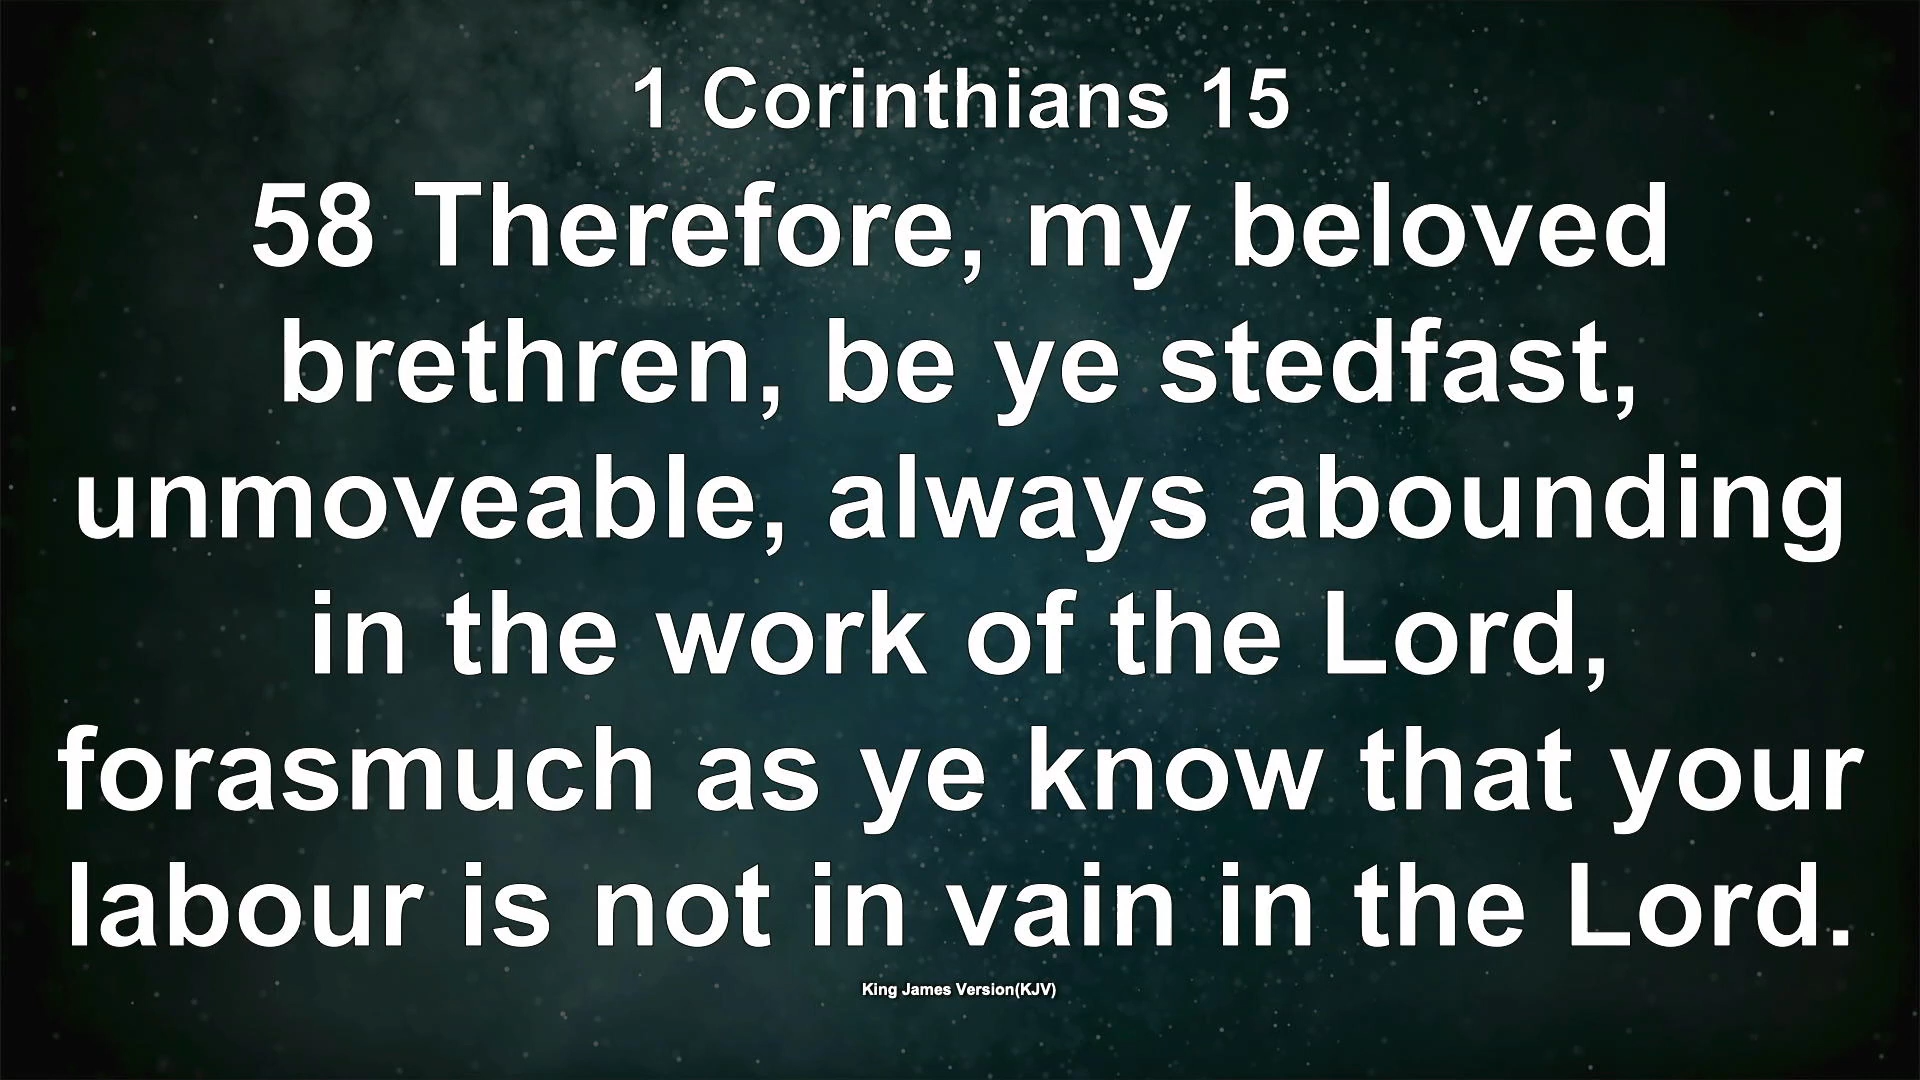 1 Corinthians 15
58 Therefore, my beloved
brethren, be ye stedfast,
unmoveable, always abounding
in the work of the Lord,
forasmuch as ye know that your
labour is not in vain in the Lord.
King James Version(KJV)